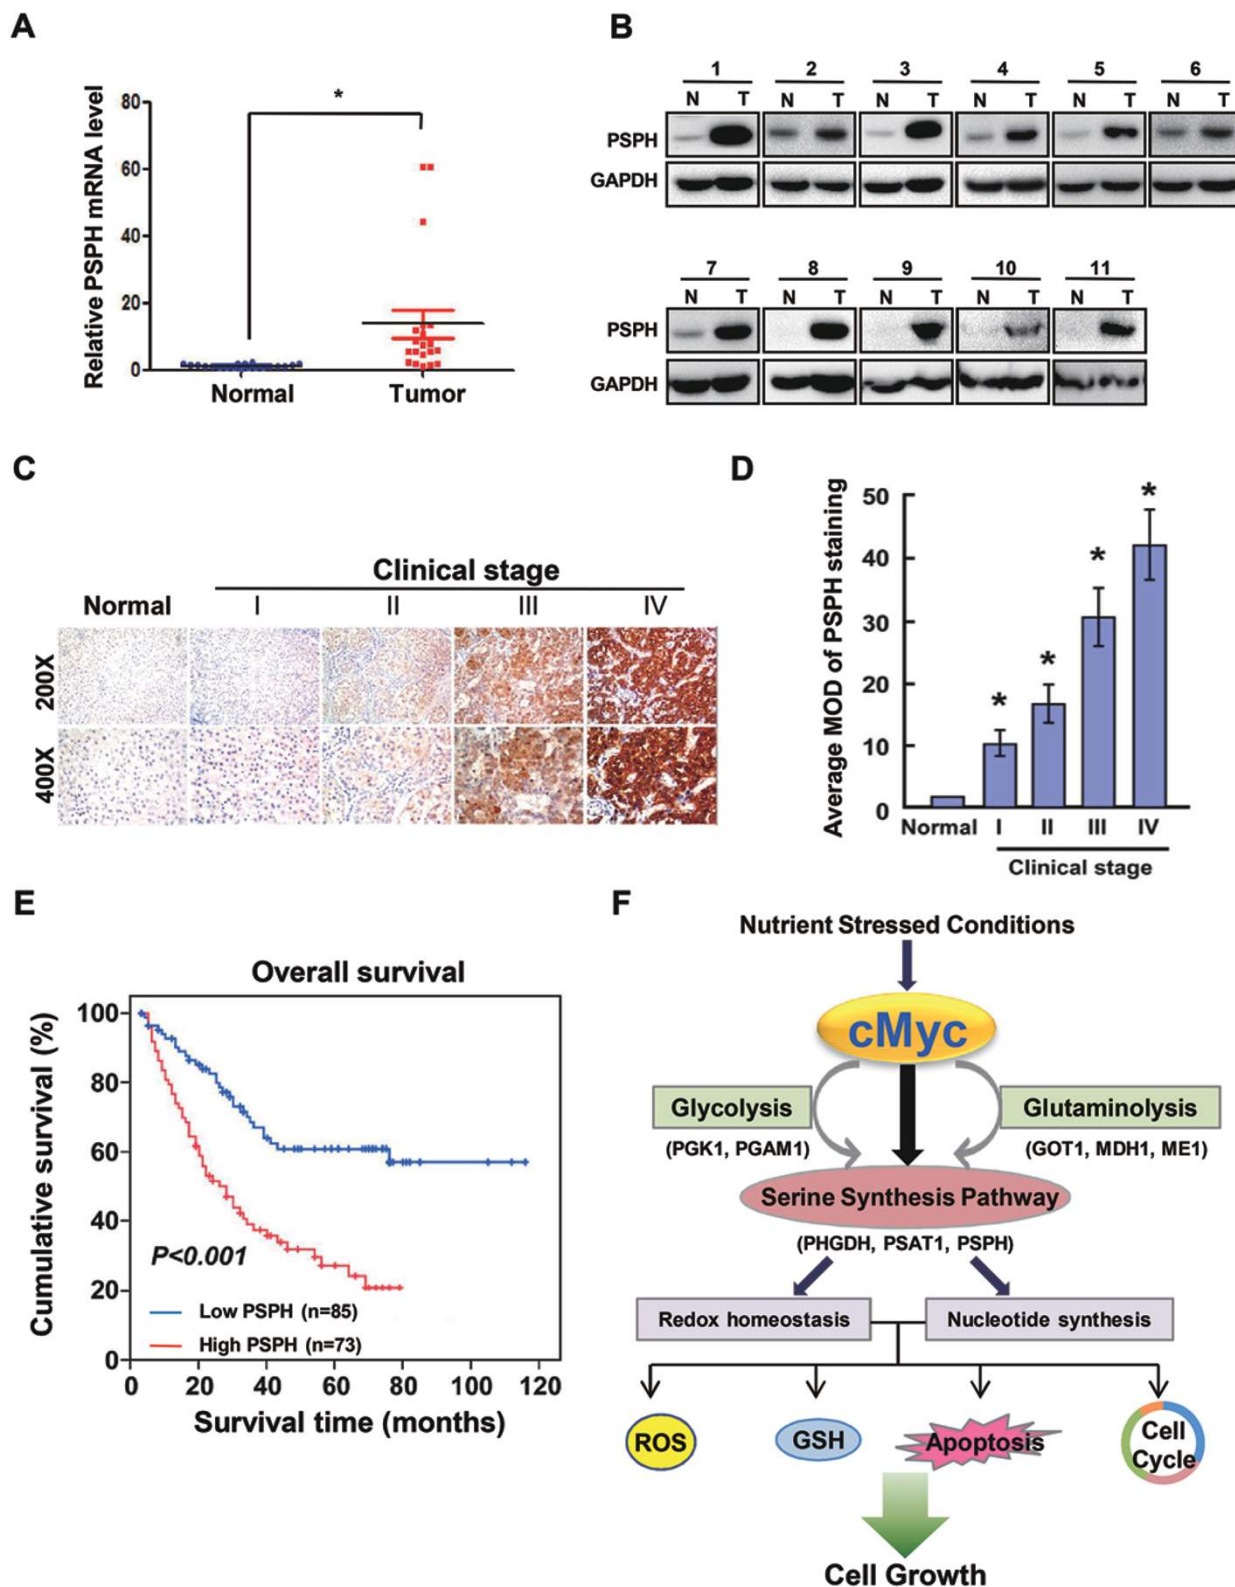 A
Relative PSPH mRNA level
80
60
40
20
0
*
Normal Tumor
B
1 2 3 4 5 6
N T N T N T N T N T N T
PSPH
GAPDH
7 8 9 10 11
N T N T N T N T N T
PSPH
GAPDH
C
Clinical stage
Normal I II III IV
200X
400X
D
Average MOD of PSPH staining
50
40
30
20
10
0
* * * *
Normal I II III IV
Clinical stage
E
Overall survival
Cumulative survival (%)
100
80
60
40
20
0
P<0.001
Low PSPH (n=85)
High PSPH (n=73)
0 20 40 60 80 100 120
Survival time (months)
F
Nutrient Stressed Conditions
cMyc
Glycolysis Glutaminolysis
(PGK1, PGAM1) (GOT1, MDH1, ME1)
Serine Synthesis Pathway
(PHGDH, PSAT1, PSPH)
Redox homeostasis Nucleotide synthesis
ROS GSH Apoptosis Cell
Cycle
Cell Growth